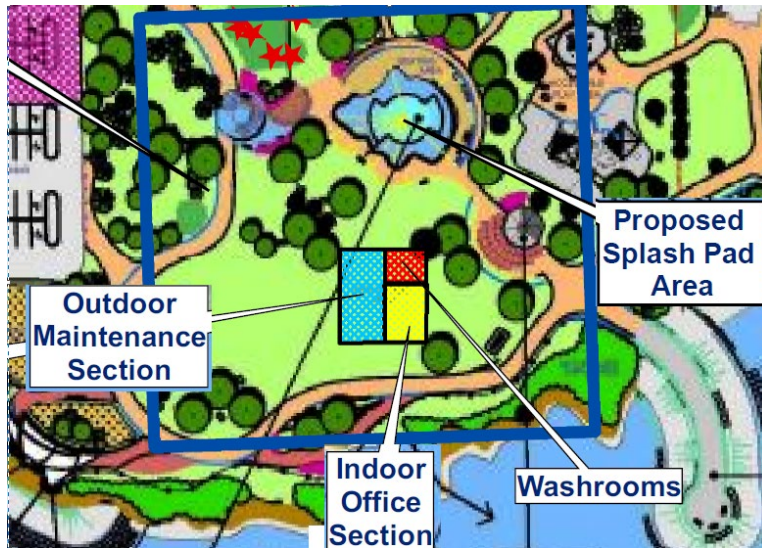 Proposed
Splash Pad
Area
Outdoor
Maintenance
Section
Indoor
Office
Section
Washrooms